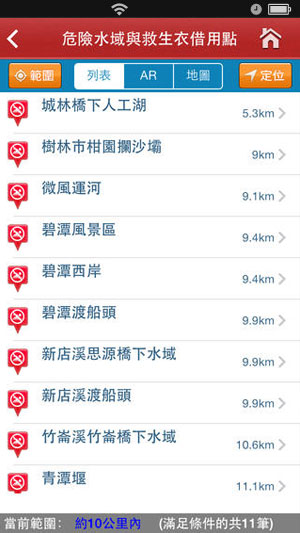 危險水域與救生衣借用點
範圍
列表
AR
地圖
定位
城林橋下人工湖
5.3km
樹林市柑園攔沙壩
9km
微風運河
9.1km
碧潭風景區
9.4km
碧潭西岸
9.4km
碧潭渡船頭
9.9km
新店溪思源橋下水域
9.9km
新店溪渡船頭
9.9km
竹崙溪竹崙橋下水域
10.6km
青潭堰
11.1km
當前範圍： 約10公里內 (滿足條件的共11筆)